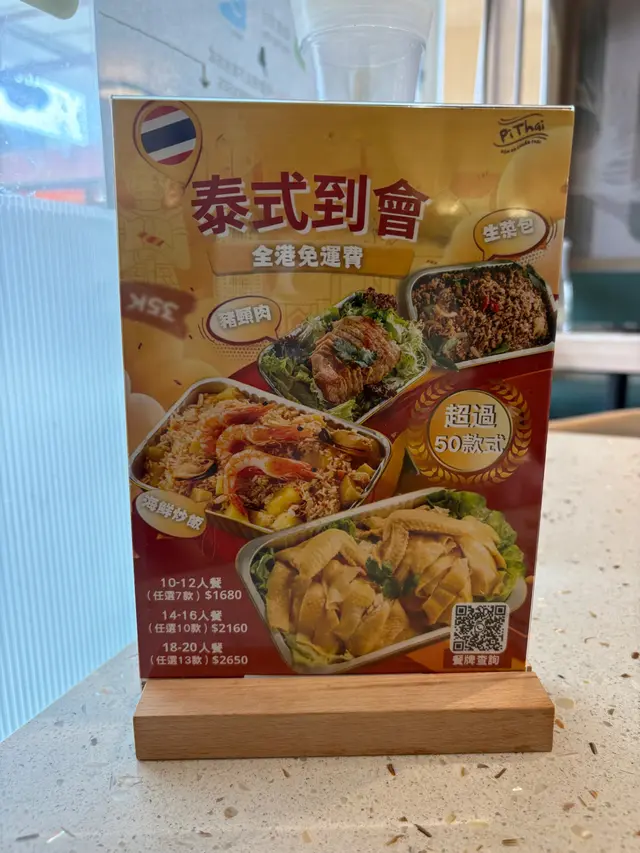 PiThai
泰式到會
全港免運費
生菜包
豬頸肉
35K
超過
50款式
海鮮炒飯
10-12人餐
(任選7款) $1680
14-16人餐
(任選10款) $2160
18-20人餐
(任選13款) $2650
餐牌查詢